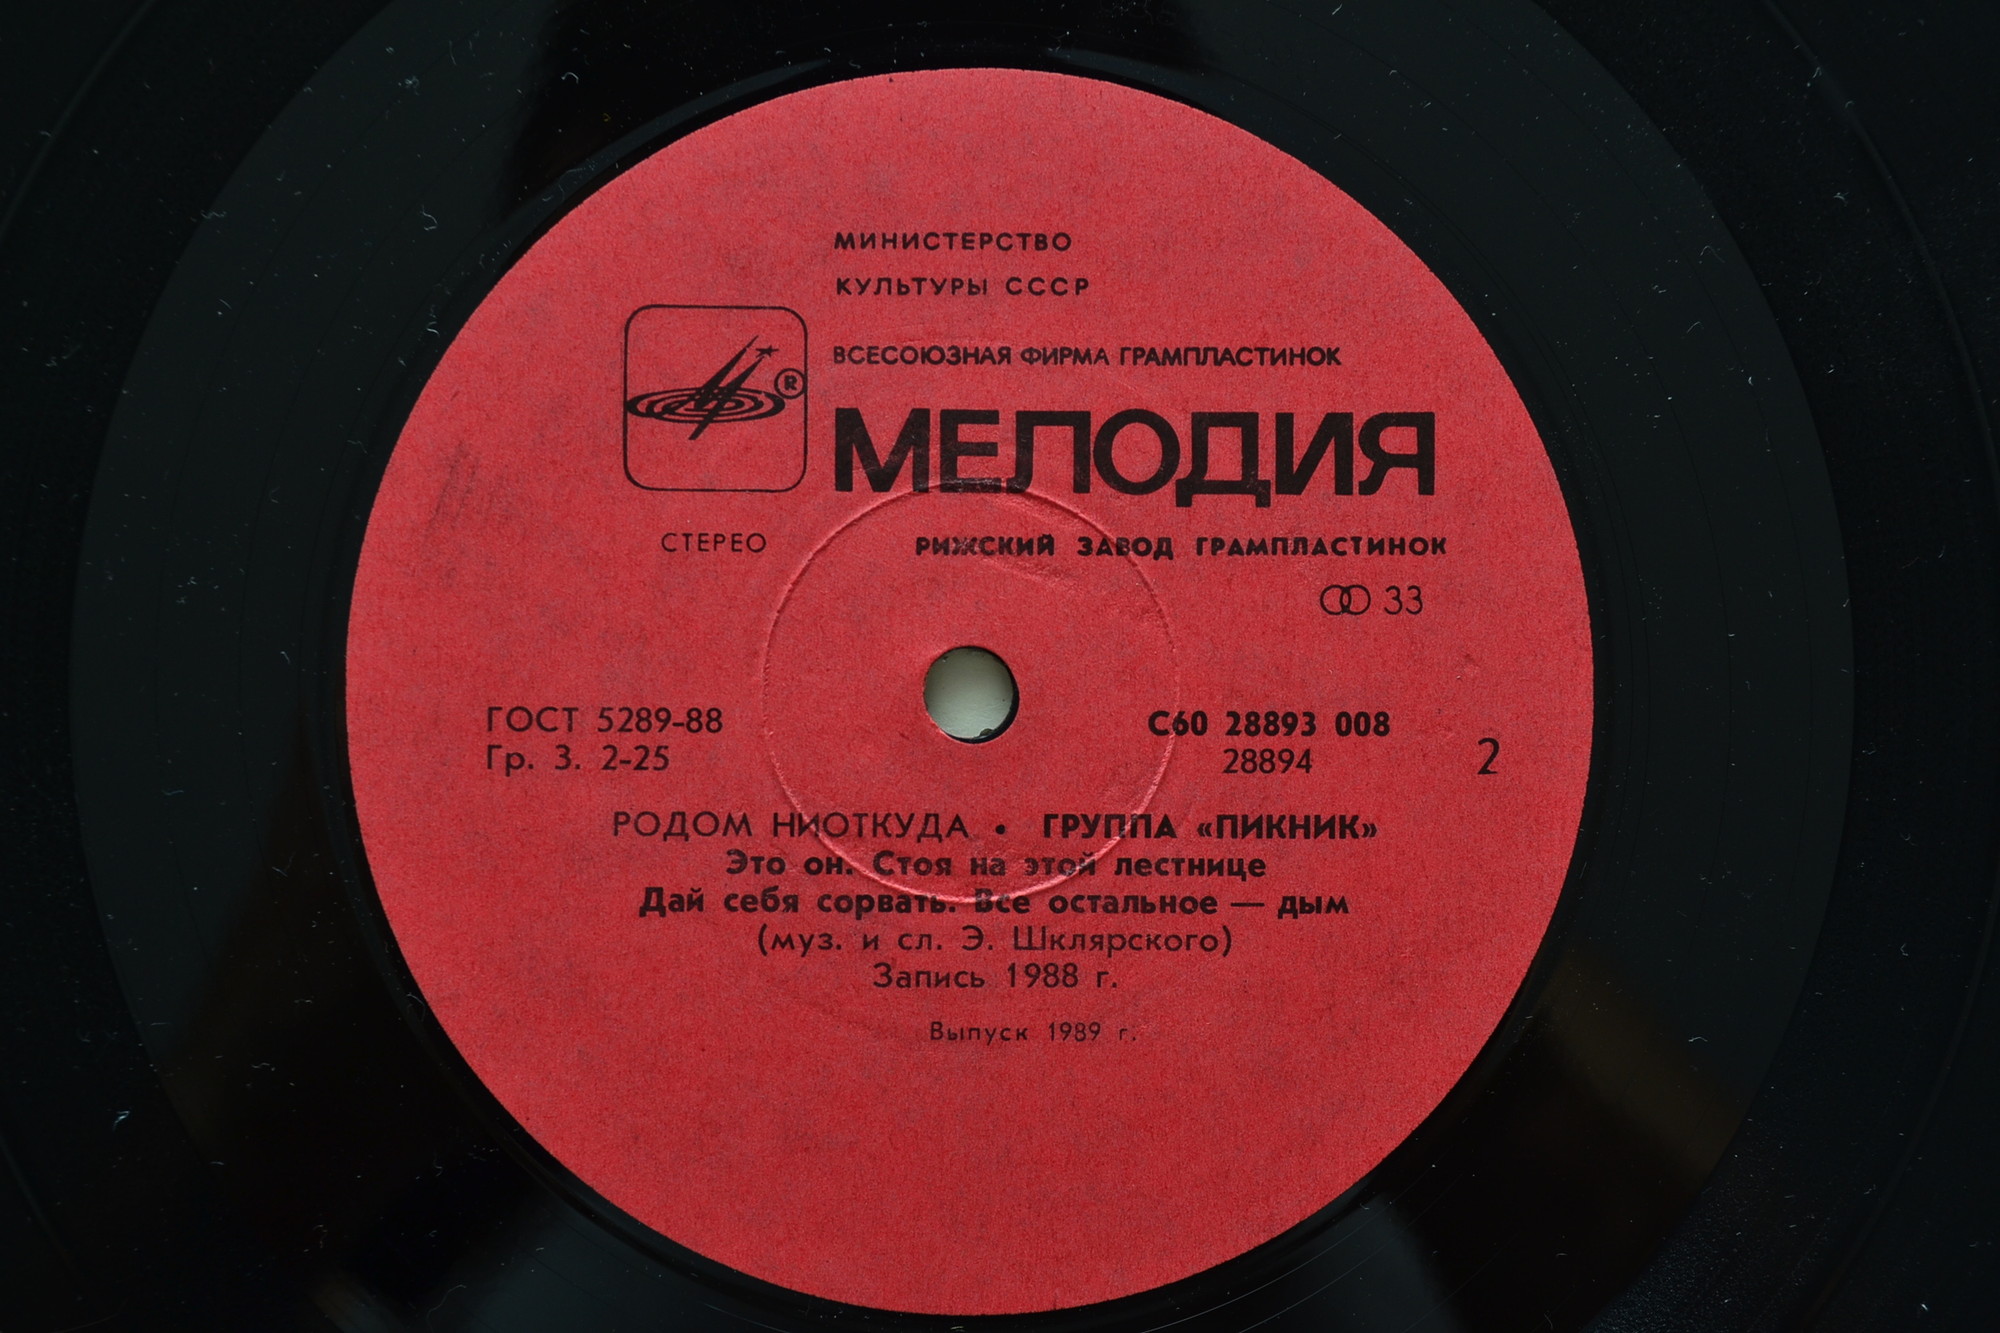 МИНИСТЕРСТВО
КУЛЬТУРЫ СССР
ВСЕСОЮЗНАЯ ФИРМА ГРАМПЛАСТИНОК
®
МЕЛОДИЯ
СТЕРЕО
РИЖСКИЙ ЗАВОД ГРАМПЛАСТИНОК
33
ГОСТ 5289-88
Гр. 3. 2-25
С60 28893 008
28894
2
РОДОМ НИОТКУДА • ГРУППА «ПИКНИК»
Это он. Стоя на этой лестнице
Дай себя сорвать. Все остальное — дым
(муз. и сл. Э. Шклярского)
Запись 1988 г.
Выпуск 1989 г.